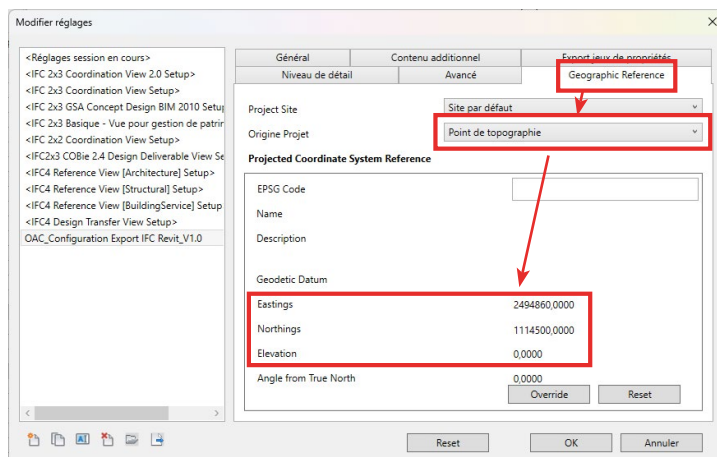 Modifier réglages
<Réglages session en cours>
<IFC 2x3 Coordination View 2.0 Setup>
<IFC 2x3 Coordination View Setup>
<IFC 2x3 GSA Concept Design BIM 2010 Setup
<IFC 2x3 Basique - Vue pour gestion de patrir
<IFC 2x2 Coordination View Setup>
<IFC2x3 COBie 2.4 Design Deliverable View Se
<IFC4 Reference View [Architecture] Setup>
<IFC4 Reference View [Structural] Setup>
<IFC4 Reference View [BuildingService] Setup
<IFC4 Design Transfer View Setup>
OAC_Configuration Export IFC Revit_V1.0
Général Contenu additionnel Export jeux de propriétés
Niveau de détail Avancé Geographic Reference
Project Site Site par défaut
Origine Projet Point de topographie
Projected Coordinate System Reference
EPSG Code
Name
Description
Geodetic Datum
Eastings 2494860,0000
Northings 1114500,0000
Elevation 0,0000
Angle from True North 0,0000
Override Reset
Reset OK Annuler